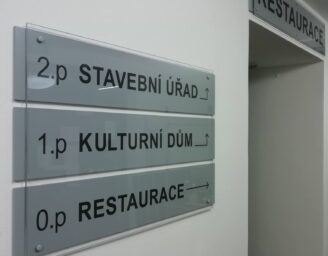 RESTAURACE
2.p STAVEBNÍ ÚŘAD
1.p KULTURNÍ DŮM
0.p RESTAURACE